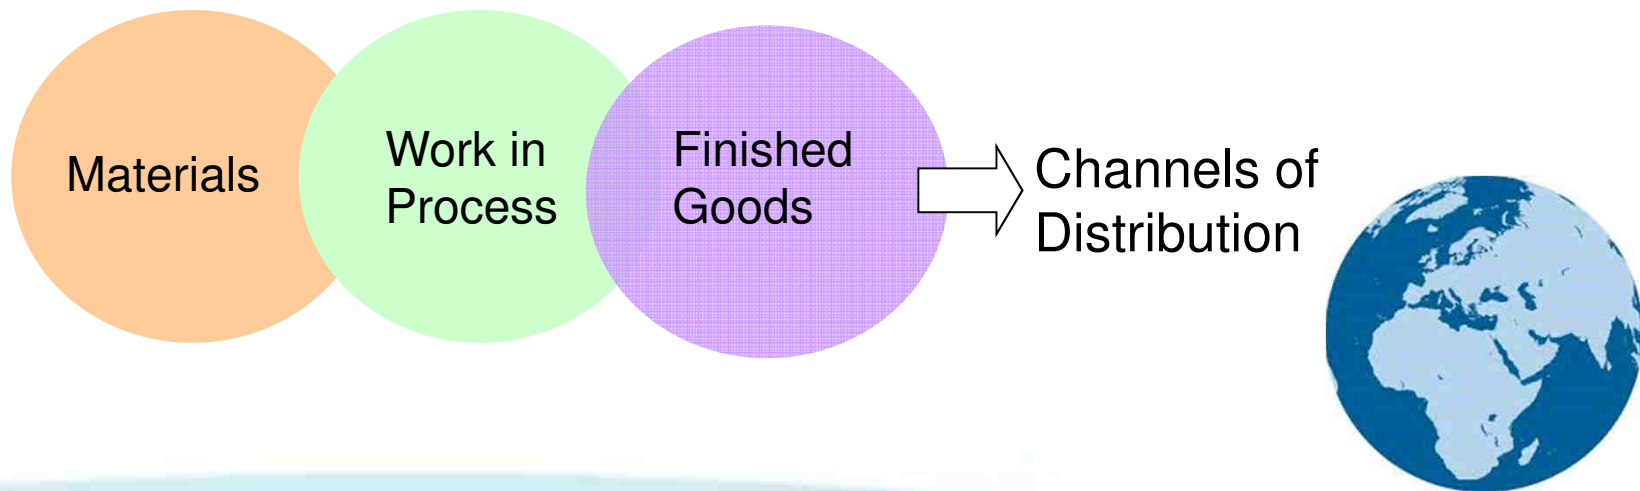 Materials
Work in
Process
Finished
Goods
Channels of
Distribution